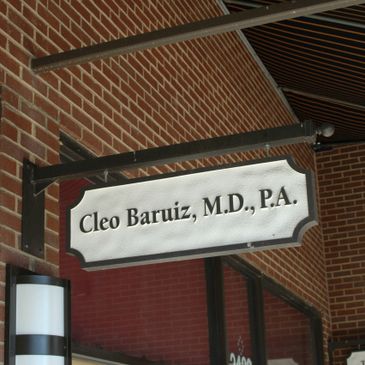 Cleo Baruiz, M.D., P.A.